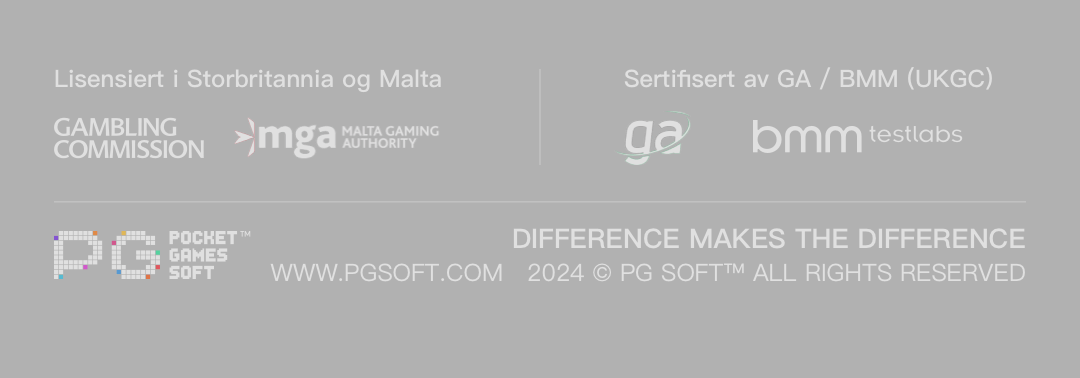 Lisensiert i Storbritannia og Malta
GAMBLING
COMMISSION
mga MALTA GAMING
AUTHORITY
Sertifisert av GA / BMM (UKGC)
ga
bmm testlabs
PG POCKET™
GAMES
SOFT
WWW.PGSOFT.COM
DIFFERENCE MAKES THE DIFFERENCE
2024 © PG SOFT™ ALL RIGHTS RESERVED